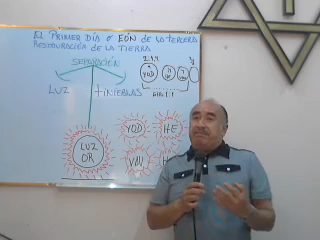 EL PRIMER DÍA O EÓN DE LA TERCERA
RESTAURACIÓN DE LA TIERRA
SEPARACIÓN
LUZ
tINIEBLAS
YOD
LUZ
OR
YOD
HE
VAU
H